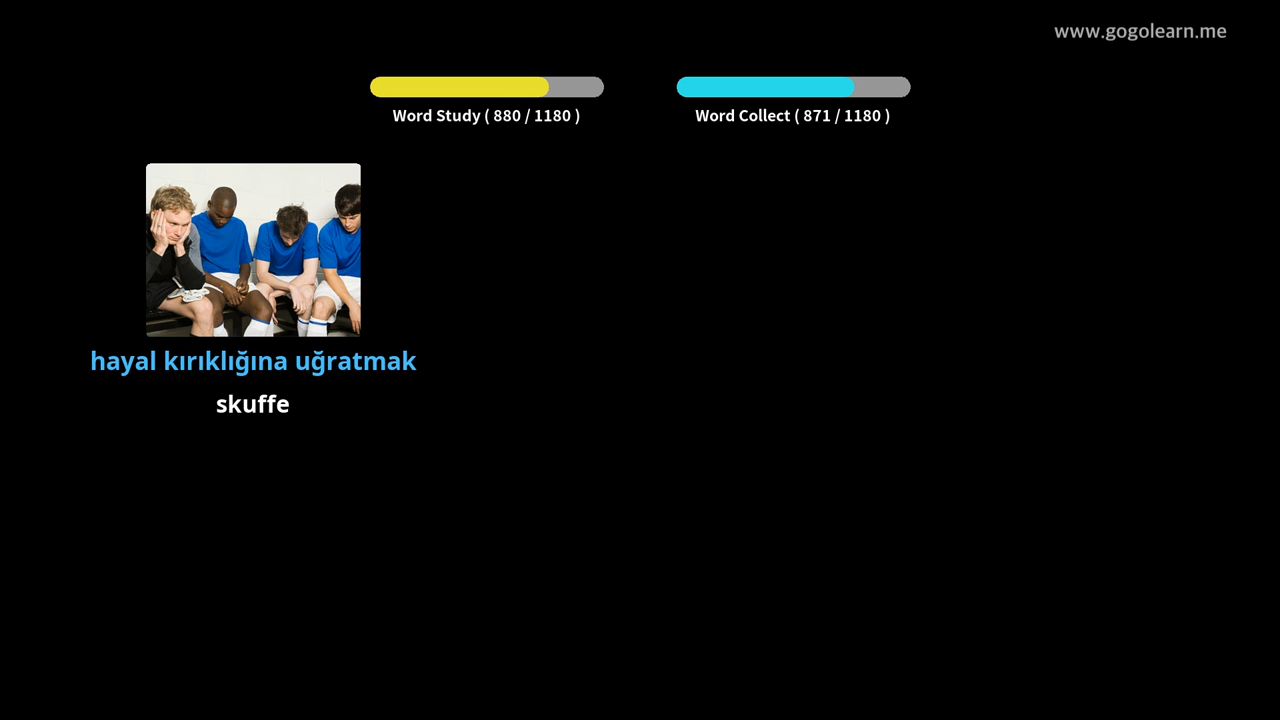 www.gogolearn.me
Word Study ( 880 / 1180 )
Word Collect ( 871 / 1180 )
hayal kırıklığına uğratmak
skuffe